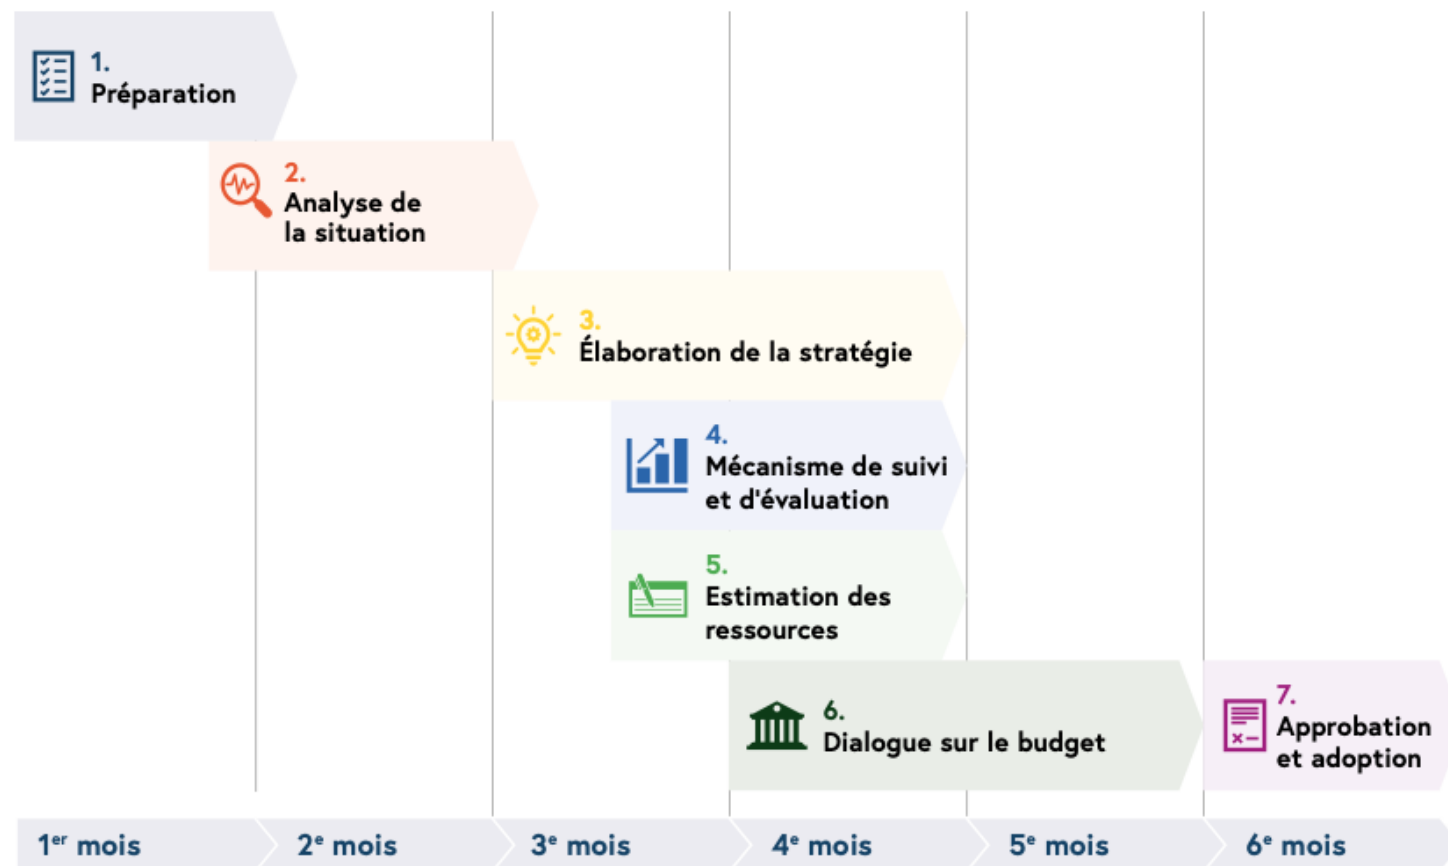 1.
Préparation
2.
Analyse de
la situation
3.
Élaboration de la stratégie
4.
Mécanisme de suivi
et d'évaluation
5.
Estimation des
ressources
6.
Dialogue sur le budget
7.
Approbation
et adoption
1er mois
2e mois
3e mois
4e mois
5e mois
6e mois